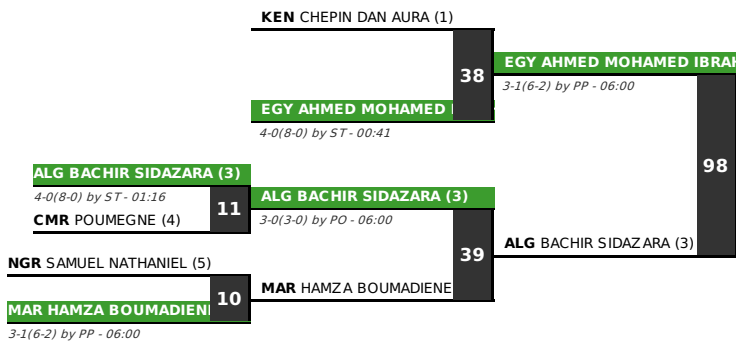 KEN CHEPIN DAN AURA (1)
38
EGY AHMED MOHAMED
4-0(8-0) by ST - 00:41
EGY AHMED MOHAMED
3-1(6-2) by PP - 06:00
98
ALG BACHIR SIDAZARA (3)
4-0(8-0) by ST - 01:16
11
CMR POUMEGNE (4)
ALG BACHIR SIDAZARA (3)
3-0(3-0) by PO - 06:00
39
ALG BACHIR SIDAZARA (3)
NGR SAMUEL NATHANIEL (5)
10
MAR HAMZA BOUMADIENE
MAR HAMZA
3-1(6-2) by PP - 06:00